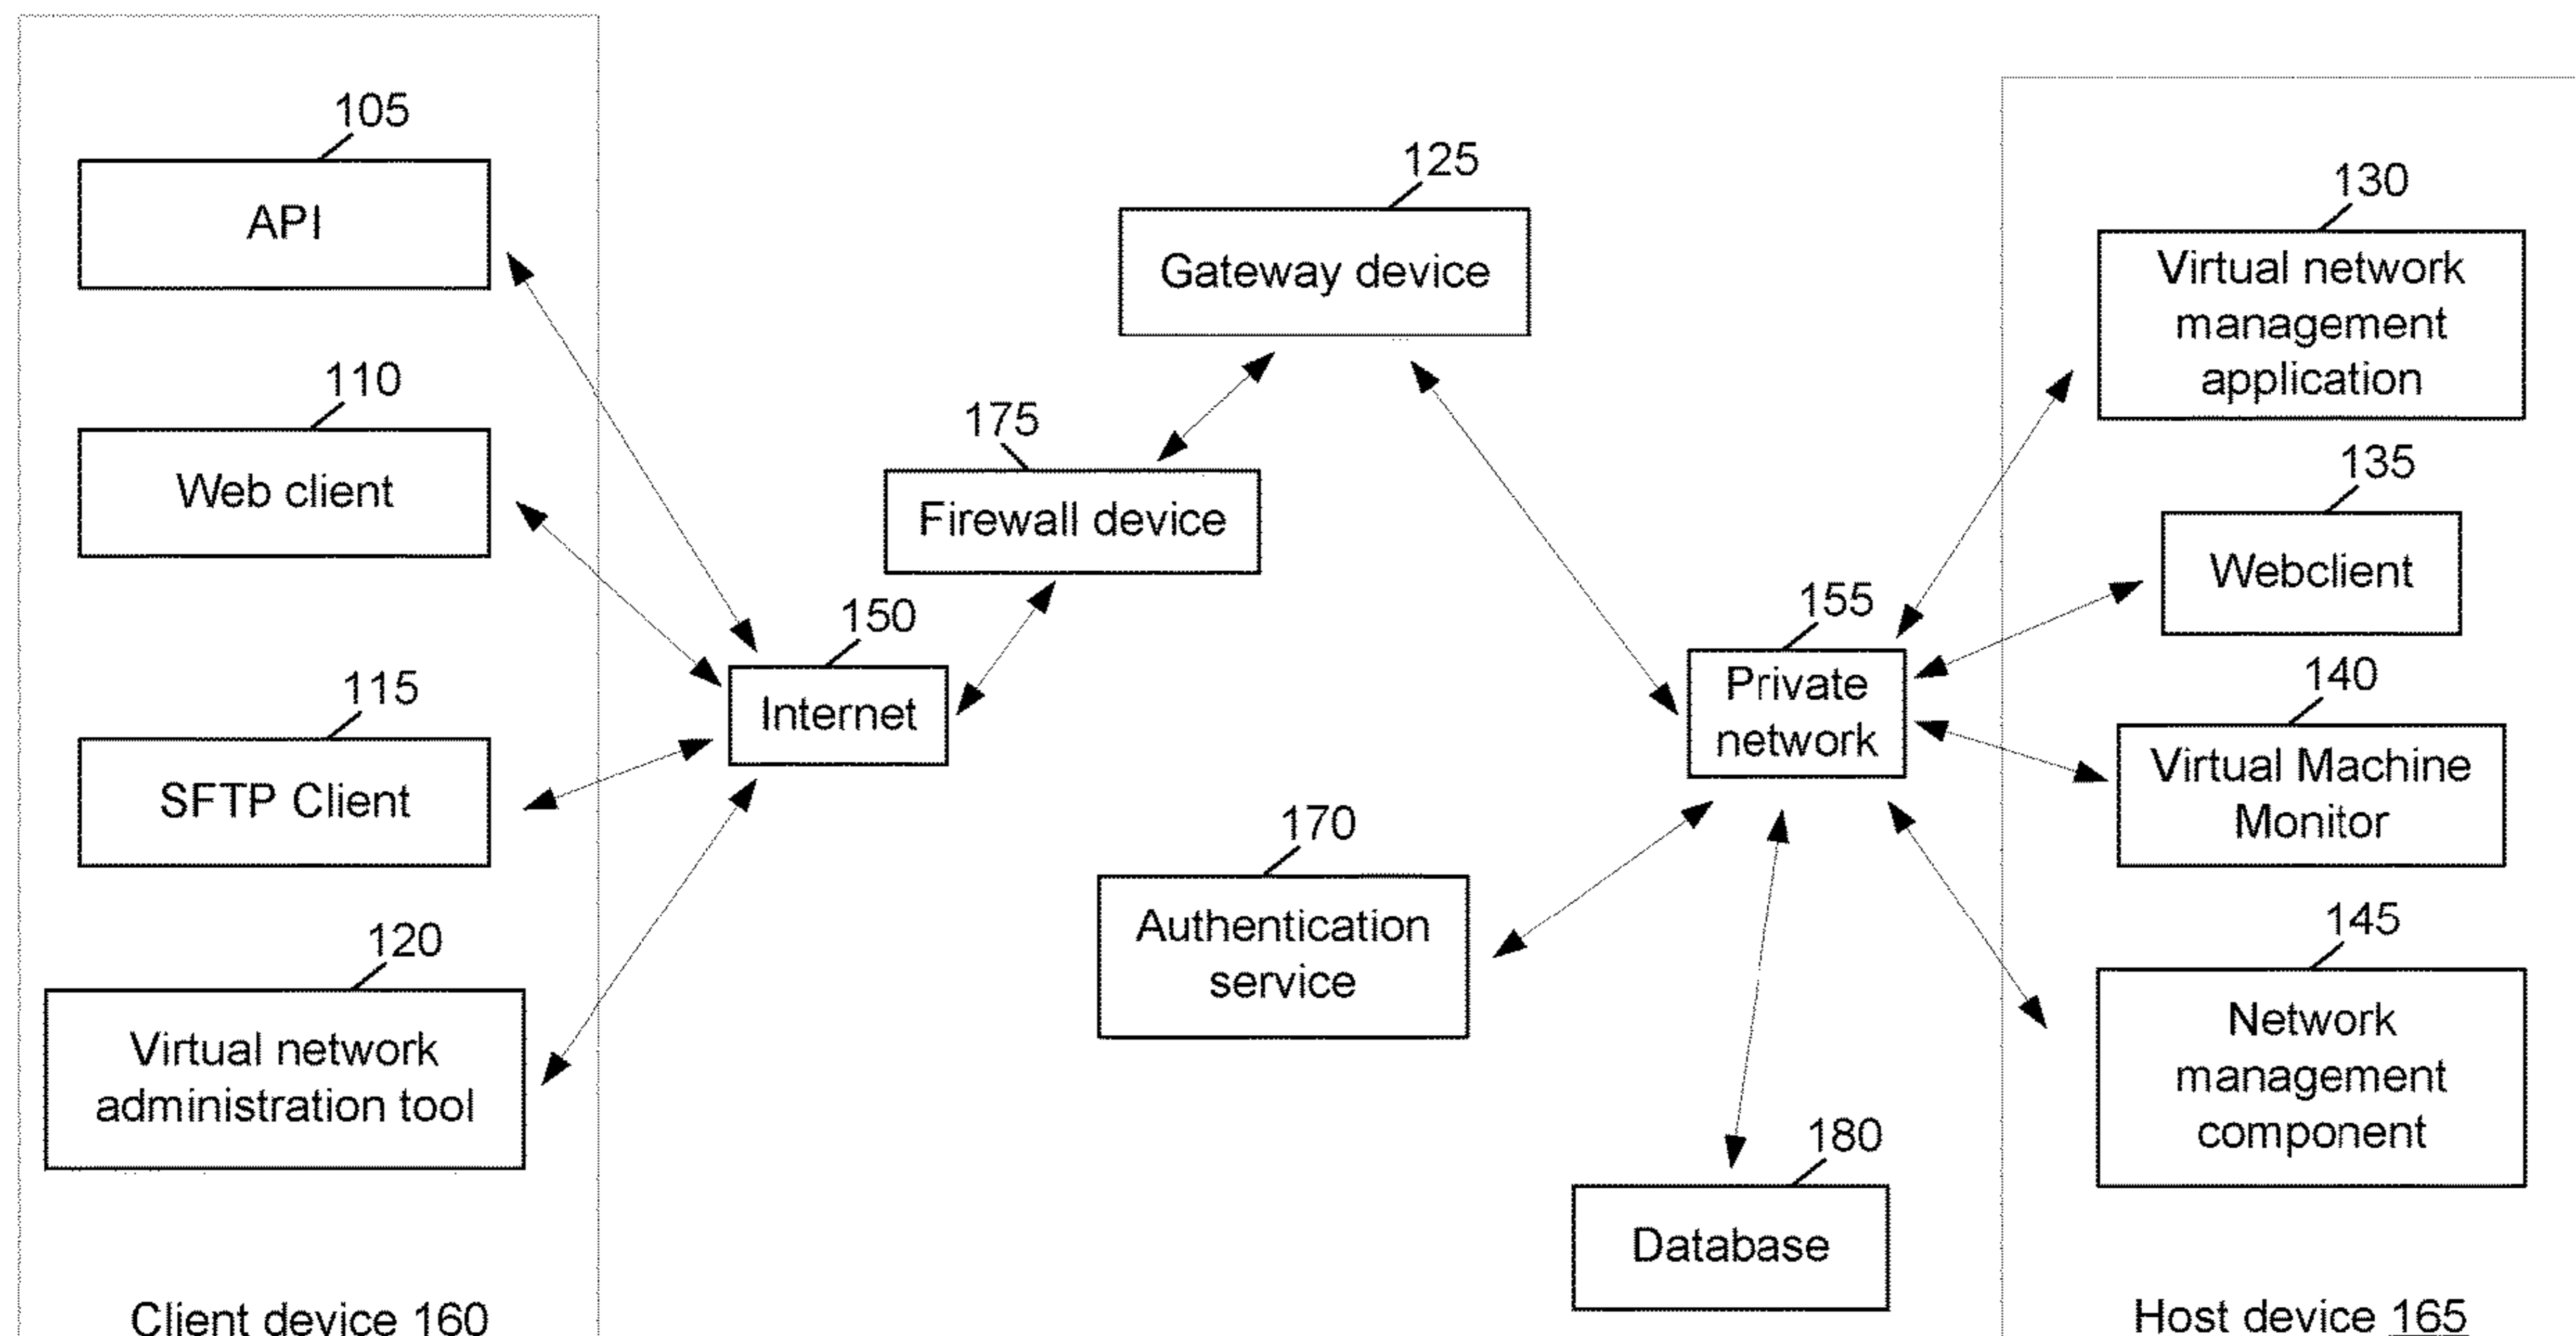 105
API
110
Web client
115
SFTP Client
120
Virtual network
administration tool
Client device 160
125
Gateway device
175
Firewall device
150
Internet
155
Private
network
170
Authentication
service
180
Database
130
Virtual network
management
application
135
Webclient
140
Virtual Machine
Monitor
145
Network
management
component
Host device 165